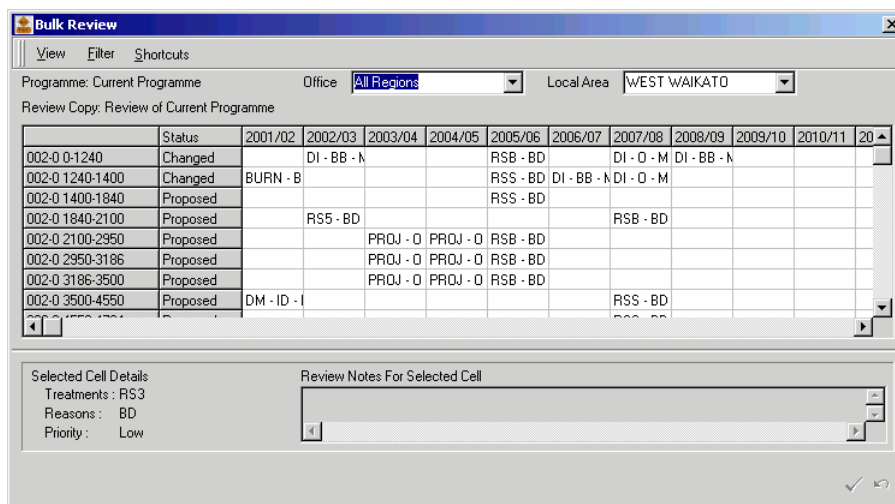 Bulk Review
View Filter Shortcuts
Programme: Current Programme Office All Regions Local Area WEST WAIKATO
Review Copy: Review of Current Programme
Status 2001/02 2002/03 2003/04 2004/05 2005/06 2006/07 2007/08 2008/09 2009/10 2010/11 20
002-0 0-1240 Changed DI - BB - M RSB - BD DI - O - M DI - BB - M
002-0 1240-1400 Changed BURN - B RSS - BD DI - BB - M DI - O - M
002-0 1400-1840 Proposed RSS - BD
002-0 1840-2100 Proposed RS5 - BD RSB - BD
002-0 2100-2950 Proposed PROJ - O PROJ - O RSB - BD
002-0 2950-3186 Proposed PROJ - O PROJ - O RSB - BD
002-0 3186-3500 Proposed PROJ - O PROJ - O RSB - BD
002-0 3500-4550 Proposed DM - ID - RSS - BD
Selected Cell Details Review Notes For Selected Cell
Treatments : RS3
Reasons : BD
Priority : Low